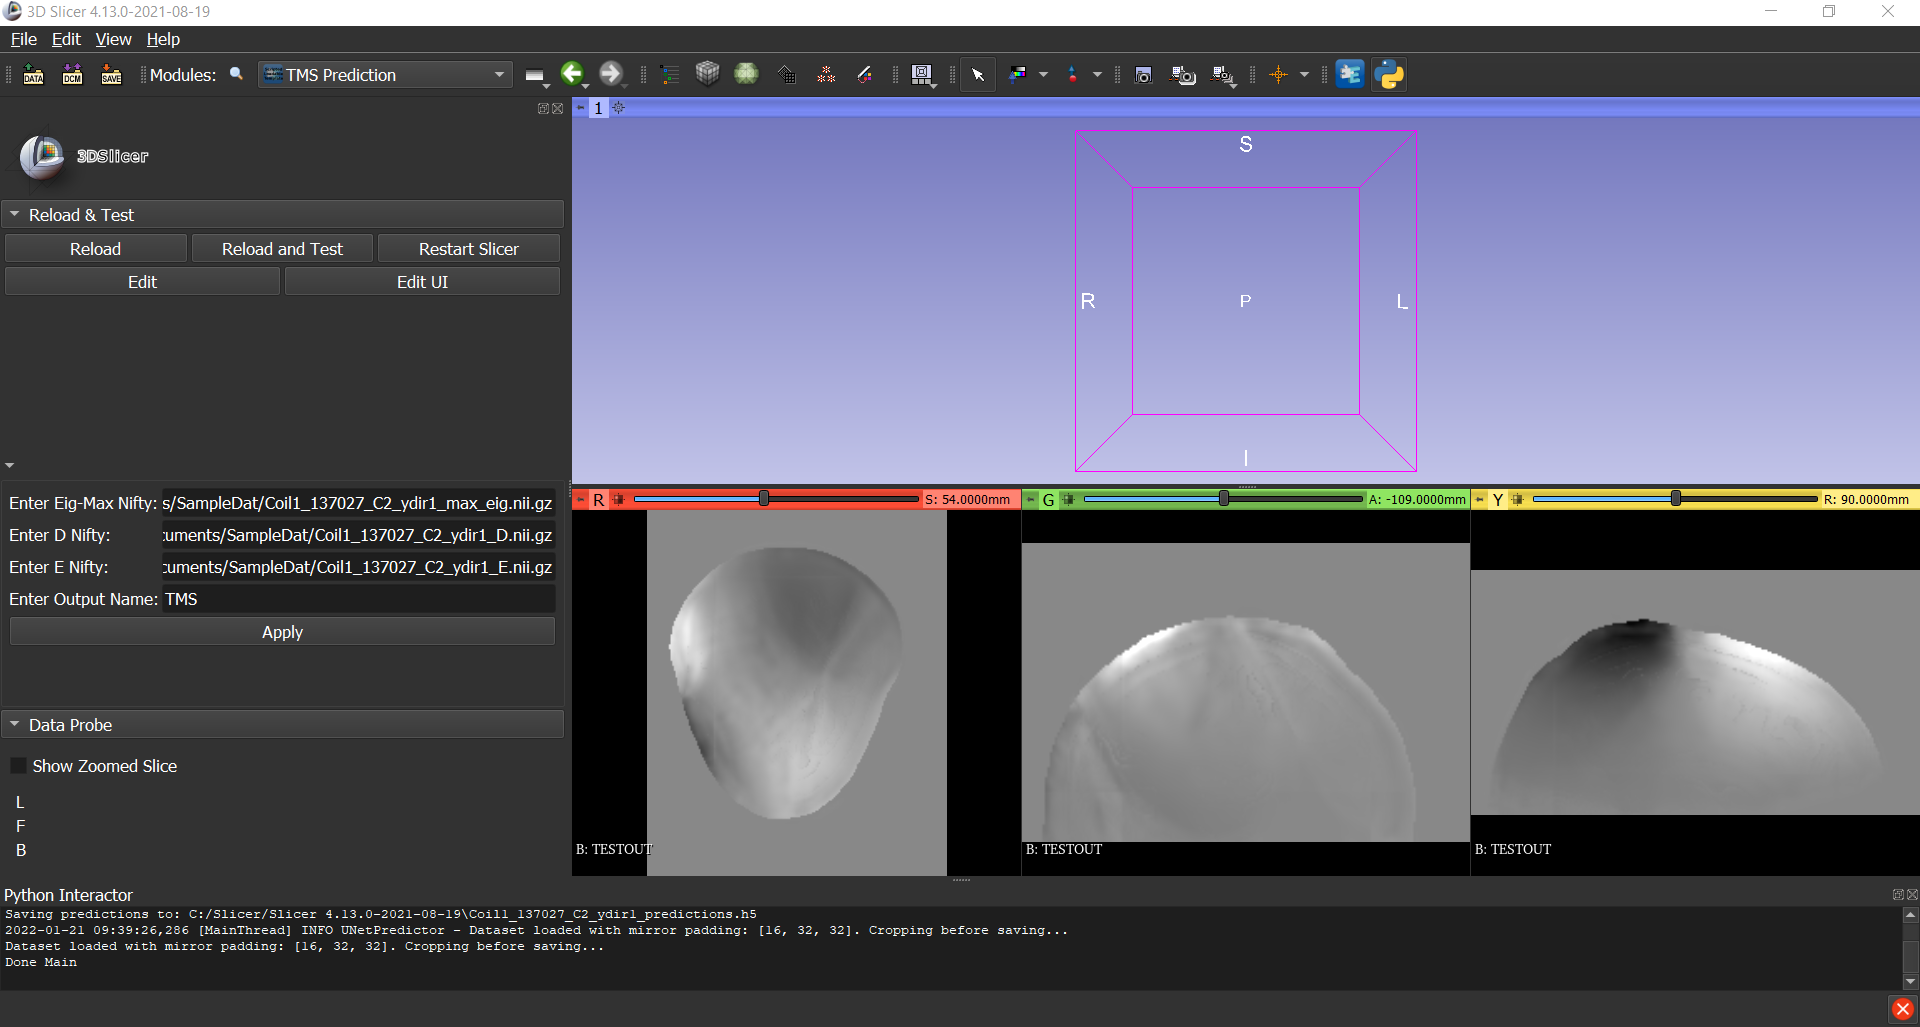 3D Slicer 4.13.0-2021-08-19
File Edit View Help
DATA DCM SAVE Modules: TMS Prediction
1
3DSlicer
Reload & Test
Reload Reload and Test Restart Slicer
Edit Edit UI
S
R P L
I
Enter Eig-Max Nifty: s/SampleDat/Coil1_137027_C2_ydir1_max_eig.nii.gz
Enter D Nifty: cuments/SampleDat/Coil1_137027_C2_ydir1_D.nii.gz
Enter E Nifty: cuments/SampleDat/Coil1_137027_C2_ydir1_E.nii.gz
Enter Output Name: TMS
Apply
R S: 54.0000mm G A: -109.0000mm Y R: 90.0000mm
B: TESTOUT B: TESTOUT B: TESTOUT
Data Probe
Show Zoomed Slice
L
F
B
Python Interactor
Saving predictions to: C:/Slicer/Slicer 4.13.0-2021-08-19\Coil1_137027_C2_ydir1_predictions.h5
2022-01-21 09:39:26,286 [MainThread] INFO UNetPredictor - Dataset loaded with mirror padding: [16, 32, 32]. Cropping before saving...
Dataset loaded with mirror padding: [16, 32, 32]. Cropping before saving...
Done Main